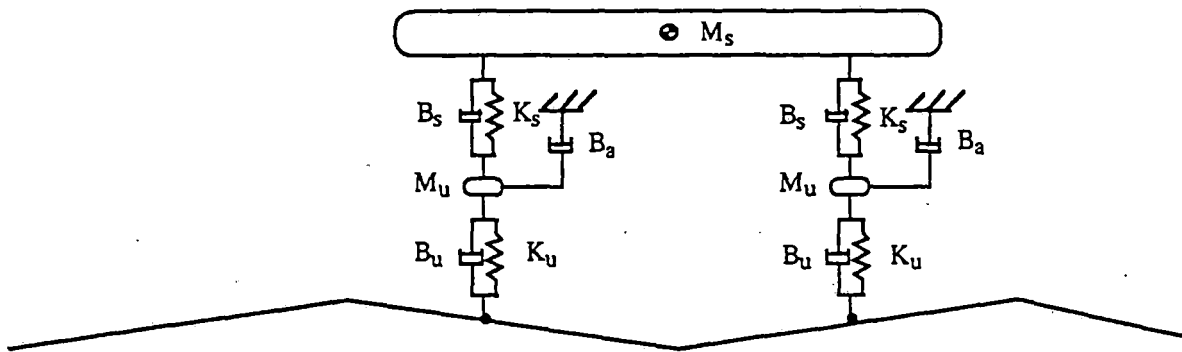 M_s
B_s K_s B_s K_s
B_a B_a
M_u M_u
B_u K_u B_u K_u